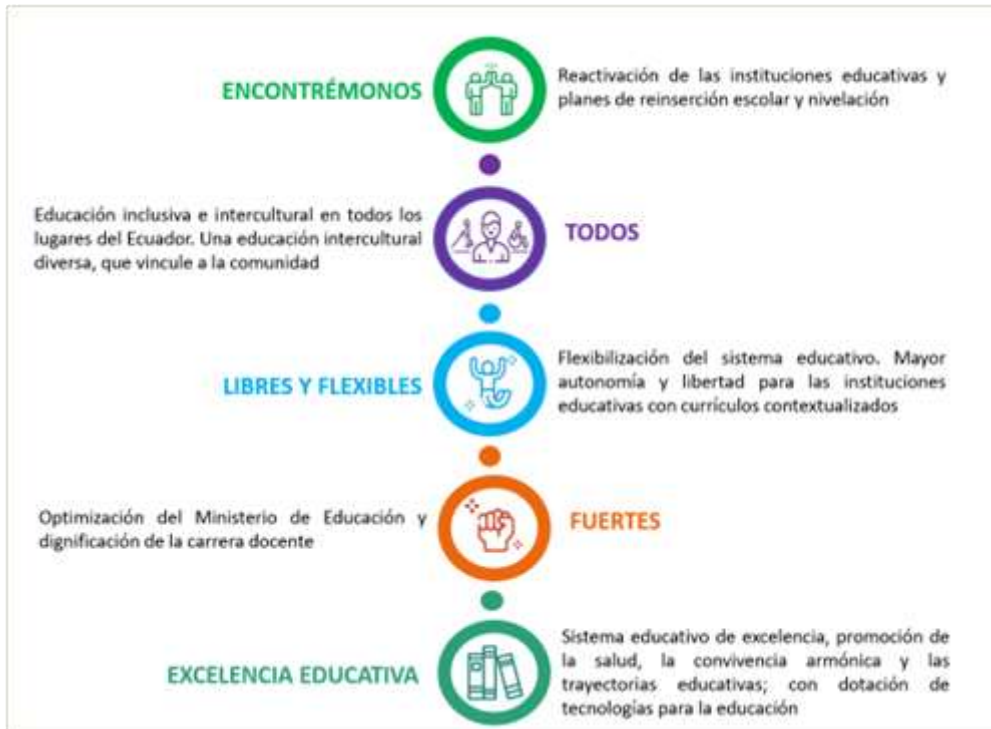 ENCONTRÉMONOS
Reactivación de las instituciones educativas y
planes de reinserción escolar y nivelación
Educación inclusiva e intercultural en todos los
lugares del Ecuador. Una educación intercultural
diversa, que vincule a la comunidad
TODOS
LIBRES Y FLEXIBLES
Flexibilización del sistema educativo. Mayor
autonomía y libertad para las instituciones
educativas con currículos contextualizados
Optimización del Ministerio de Educación y
dignificación de la carrera docente
FUERTES
EXCELENCIA EDUCATIVA
Sistema educativo de excelencia, promoción de
la salud, la convivencia armónica y las
trayectorias educativas; con dotación de
tecnologías para la educación